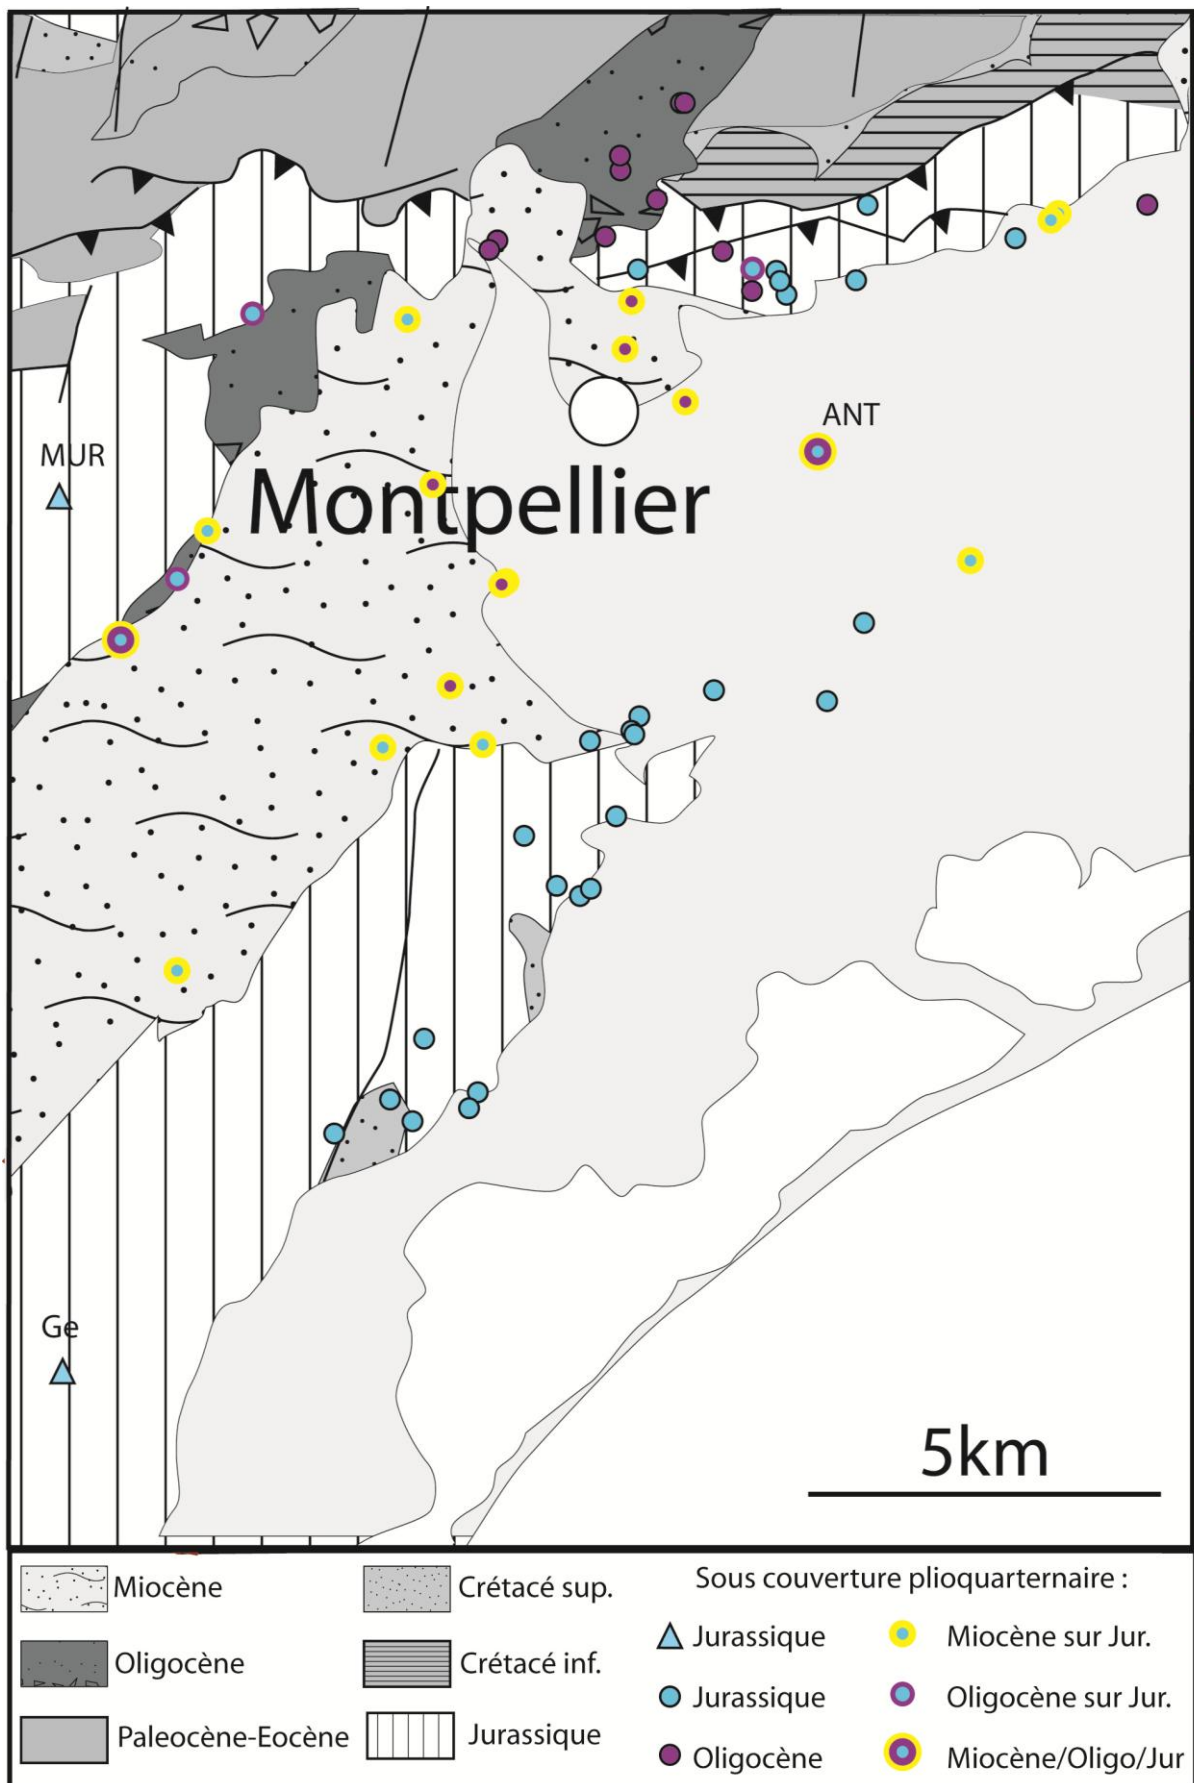 ANT
MUR
Montpellier
Ge
5km
Miocène
Crétacé sup.
Sous couverture plioquarternaire :
Jurassique
Miocène sur Jur.
Oligocène
Crétacé inf.
Jurassique
Oligocène sur Jur.
Paleocène-Eocène
Jurassique
Oligocène
Miocène/Oligo/Jur